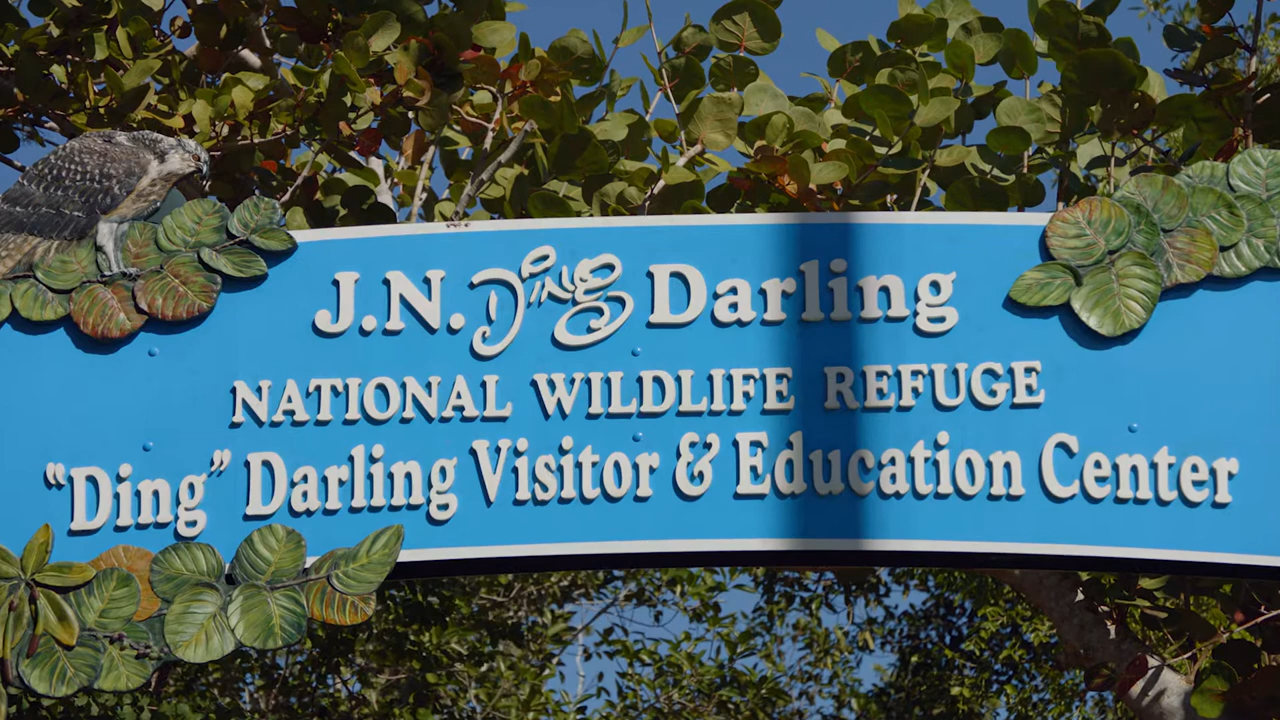 J.N. Ding Darling
NATIONAL WILDLIFE REFUGE
“Ding” Darling Visitor & Education Center